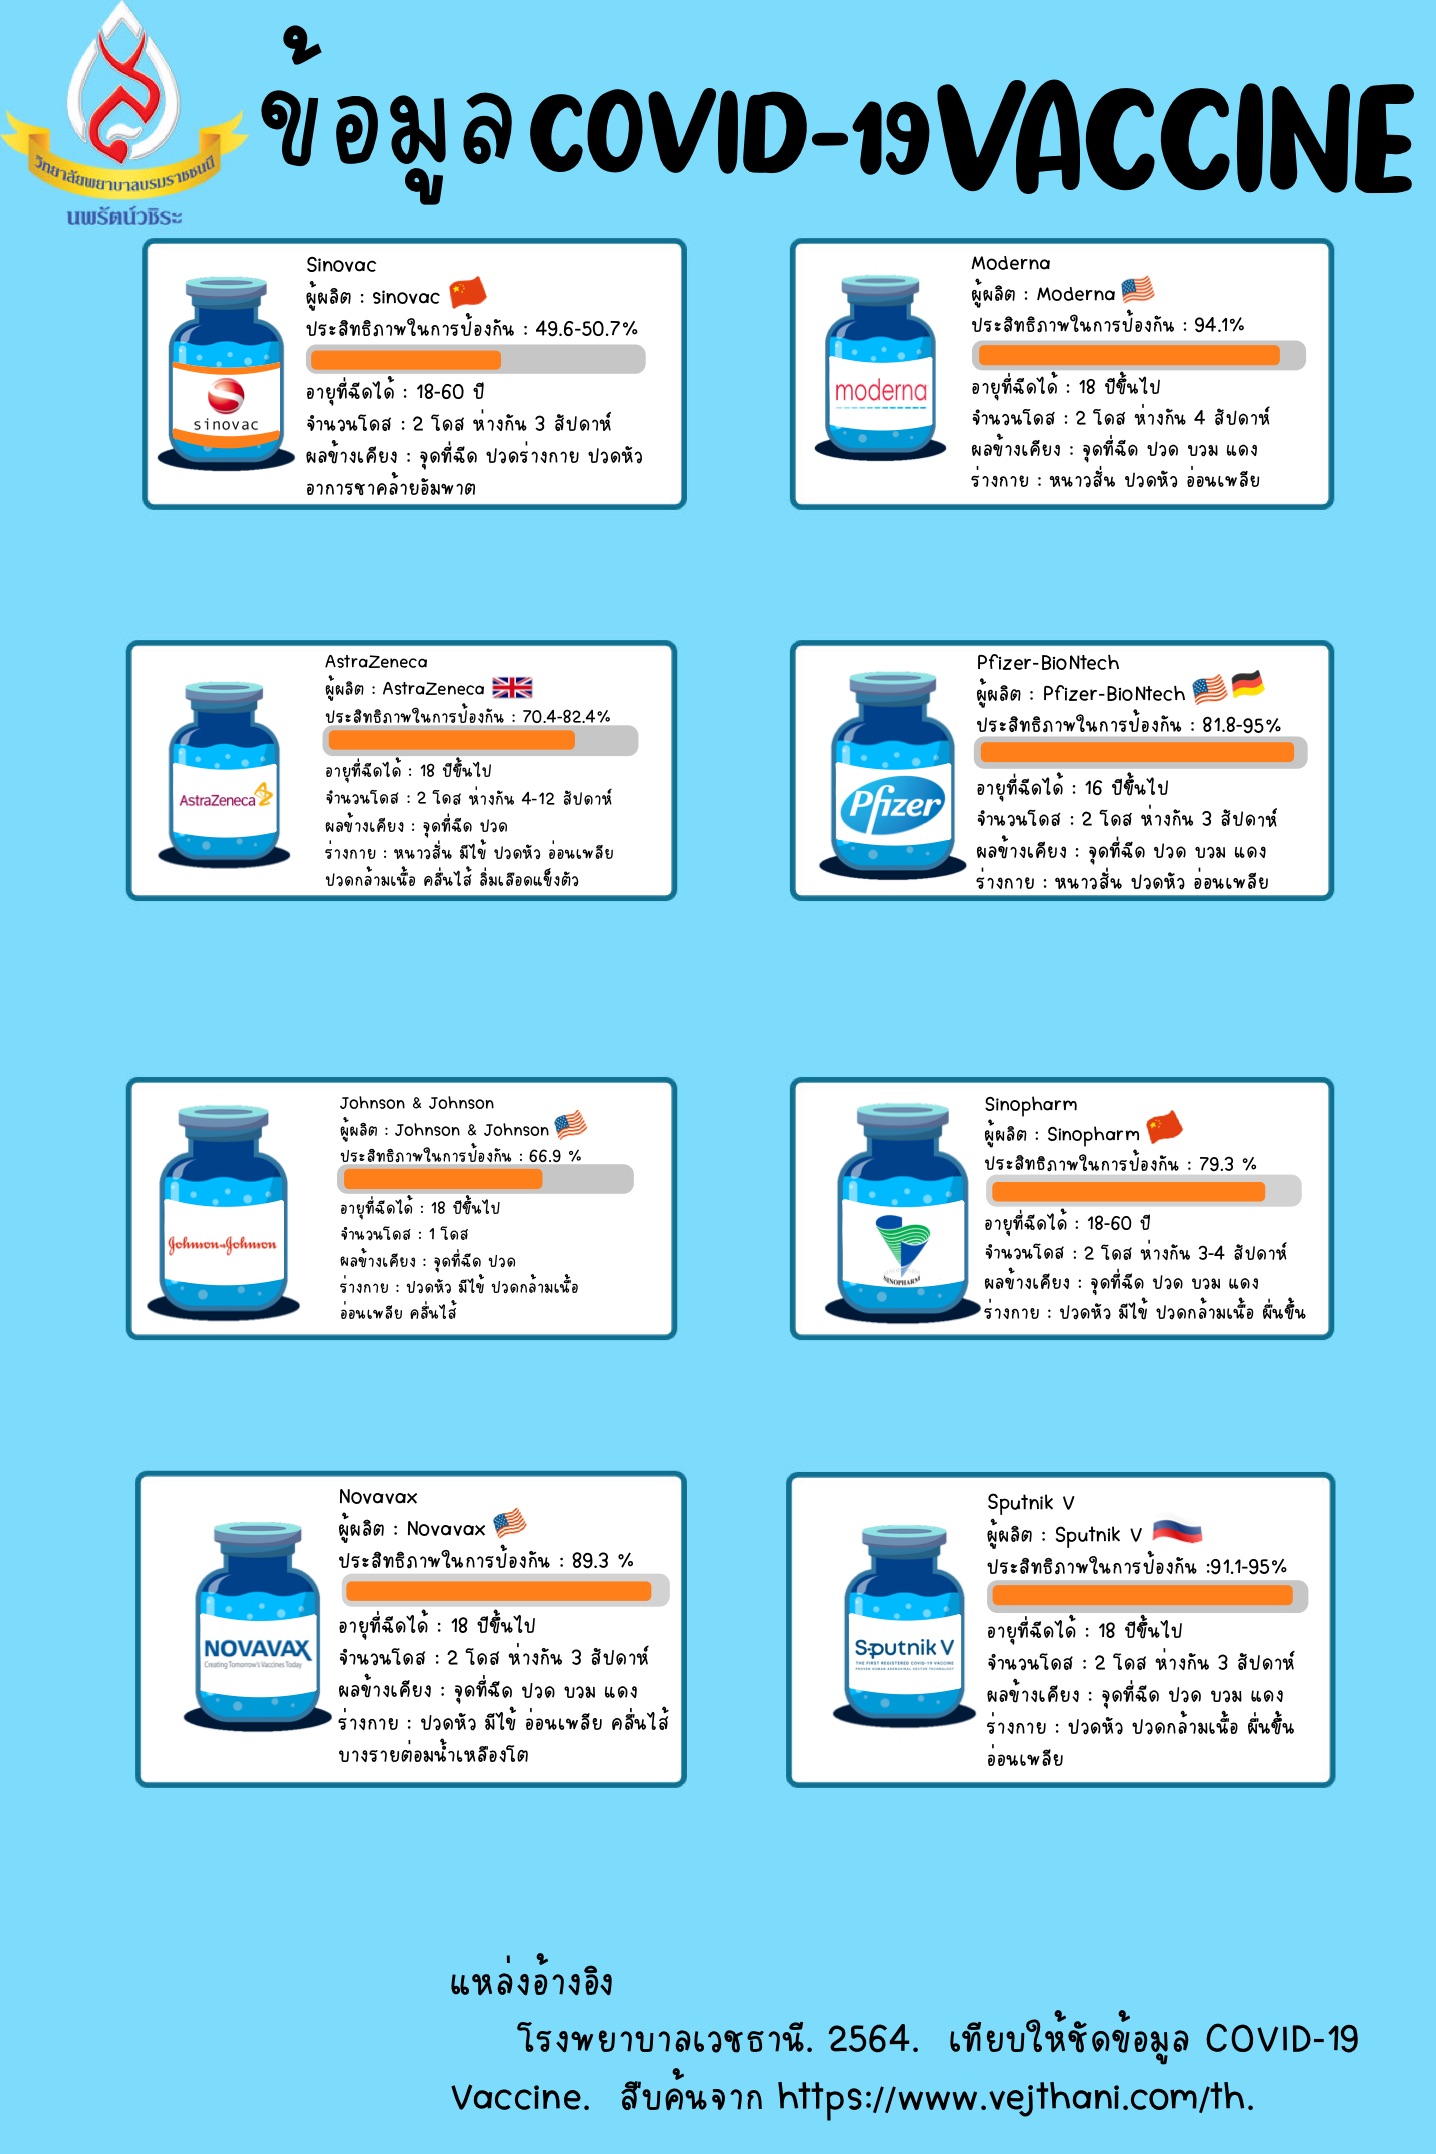 วิทยาลัยพยาบาลบรมราชชนนี
นพรัตน์วชิระ
ข้อมูล COVID-19 VACCINE
Sinovac
ผู้ผลิต : sinovac
ประสิทธิภาพในการป้องกัน : 49.6-50.7%
อายุที่ฉีดได้ : 18-60 ปี
จำนวนโดส : 2 โดส ห่างกัน 3 สัปดาห์
ผลข้างเคียง : จุดที่ฉีด ปวดร่างกาย ปวดหัว
อาการชาคล้ายอัมพาต
sinovac
Moderna
ผู้ผลิต : Moderna
ประสิทธิภาพในการป้องกัน : 94.1%
อายุที่ฉีดได้ : 18 ปีขึ้นไป
จำนวนโดส : 2 โดส ห่างกัน 4 สัปดาห์
ผลข้างเคียง : จุดที่ฉีด ปวด บวม แดง
ร่างกาย : หนาวสั่น ปวดหัว อ่อนเพลีย
moderna
AstraZeneca
ผู้ผลิต : AstraZeneca
ประสิทธิภาพในการป้องกัน : 70.4-82.4%
อายุที่ฉีดได้ : 18 ปีขึ้นไป
จำนวนโดส : 2 โดส ห่างกัน 4-12 สัปดาห์
ผลข้างเคียง : จุดที่ฉีด ปวด
ร่างกาย : หนาวสั่น มีไข้ ปวดหัว อ่อนเพลีย
ปวดกล้ามเนื้อ คลื่นไส้ ลิ่มเลือดแข็งตัว
AstraZeneca
Pfizer-BioNtech
ผู้ผลิต : Pfizer-BioNtech
ประสิทธิภาพในการป้องกัน : 81.8-95%
อายุที่ฉีดได้ : 16 ปีขึ้นไป
จำนวนโดส : 2 โดส ห่างกัน 3 สัปดาห์
ผลข้างเคียง : จุดที่ฉีด ปวด บวม แดง
ร่างกาย : หนาวสั่น ปวดหัว อ่อนเพลีย
Pfizer
Johnson & Johnson
ผู้ผลิต : Johnson & Johnson
ประสิทธิภาพในการป้องกัน : 66.9 %
อายุที่ฉีดได้ : 18 ปีขึ้นไป
จำนวนโดส : 1 โดส
ผลข้างเคียง : จุดที่ฉีด ปวด
ร่างกาย : ปวดหัว มีไข้ ปวดกล้ามเนื้อ
อ่อนเพลีย คลื่นไส้
Johnson & Johnson
Sinopharm
ผู้ผลิต : Sinopharm
ประสิทธิภาพในการป้องกัน : 79.3 %
อายุที่ฉีดได้ : 18-60 ปี
จำนวนโดส : 2 โดส ห่างกัน 3-4 สัปดาห์
ผลข้างเคียง : จุดที่ฉีด ปวด บวม แดง
ร่างกาย : ปวดหัว มีไข้ ปวดกล้ามเนื้อ ผื่นขึ้น
SINOPHARM
Novavax
ผู้ผลิต : Novavax
ประสิทธิภาพในการป้องกัน : 89.3 %
อายุที่ฉีดได้ : 18 ปีขึ้นไป
จำนวนโดส : 2 โดส ห่างกัน 3 สัปดาห์
ผลข้างเคียง : จุดที่ฉีด ปวด บวม แดง
ร่างกาย : ปวดหัว มีไข้ อ่อนเพลีย คลื่นไส้
บางรายต่อมน้ำเหลืองโต
NOVAVAX
Creating Tomorrow's Vaccines Today
Sputnik V
ผู้ผลิต : Sputnik V
ประสิทธิภาพในการป้องกัน :91.1-95%
อายุที่ฉีดได้ : 18 ปีขึ้นไป
จำนวนโดส : 2 โดส ห่างกัน 3 สัปดาห์
ผลข้างเคียง : จุดที่ฉีด ปวด บวม แดง
ร่างกาย : ปวดหัว ปวดกล้ามเนื้อ ผื่นขึ้น
อ่อนเพลีย
Sputnik V
THE FIRST REGISTERED COVID-19 VACCINE
PROVEN HUMAN ADENOVIRAL VECTOR TECHNOLOGY
แหล่งอ้างอิง
โรงพยาบาลเวชธานี. 2564. เทียบให้ชัดข้อมูล COVID-19
Vaccine. สืบค้นจาก https://www.vejthani.com/th.